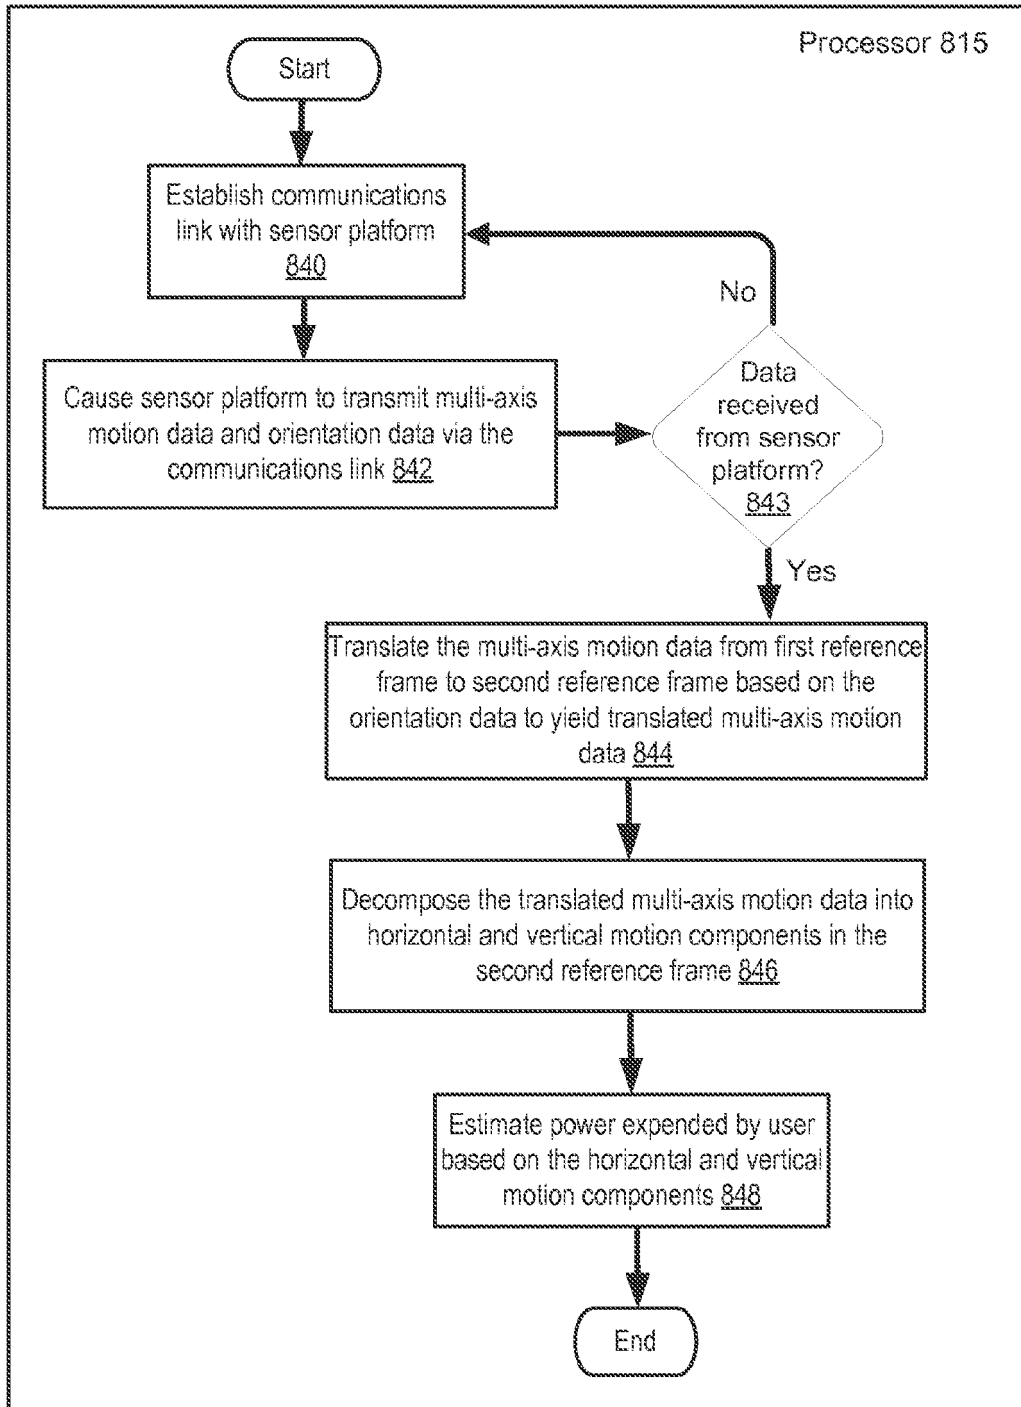 Processor 815
Start
Establish communications
link with sensor platform
840
No
Cause sensor platform to transmit multi-axis
motion data and orientation data via the
communications link 842
Data
received
from sensor
platform?
843
Yes
Translate the multi-axis motion data from first reference
frame to second reference frame based on the
orientation data to yield translated multi-axis motion
data 844
Decompose the translated multi-axis motion data into
horizontal and vertical motion components in the
second reference frame 846
Estimate power expended by user
based on the horizontal and vertical
motion components 848
End